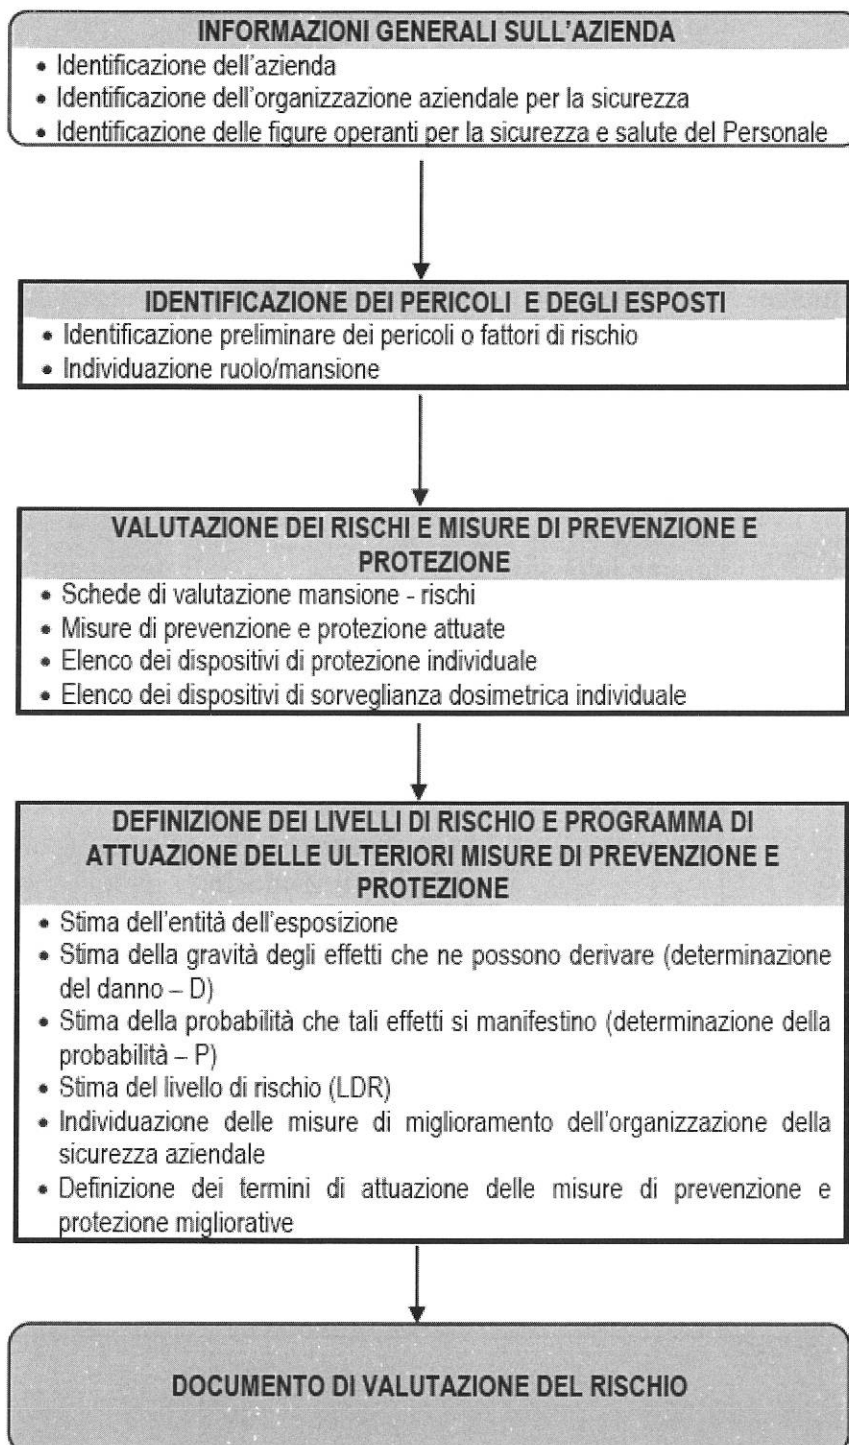 INFORMAZIONI GENERALI SULL'AZIENDA
• Identificazione dell'azienda
• Identificazione dell'organizzazione aziendale per la sicurezza
• Identificazione delle figure operanti per la sicurezza e salute del Personale
IDENTIFICAZIONE DEI PERICOLI E DEGLI ESPOSTI
• Identificazione preliminare dei pericoli o fattori di rischio
• Individuazione ruolo/mansione
VALUTAZIONE DEI RISCHI E MISURE DI PREVENZIONE E
PROTEZIONE
• Schede di valutazione mansione - rischi
• Misure di prevenzione e protezione attuate
• Elenco dei dispositivi di protezione individuale
• Elenco dei dispositivi di sorveglianza dosimetrica individuale
DEFINIZIONE DEI LIVELLI DI RISCHIO E PROGRAMMA DI
ATTUAZIONE DELLE ULTERIORI MISURE DI PREVENZIONE E
PROTEZIONE
• Stima dell'entità dell'esposizione
• Stima della gravità degli effetti che ne possono derivare (determinazione
del danno – D)
• Stima della probabilità che tali effetti si manifestino (determinazione della
probabilità – P)
• Stima del livello di rischio (LDR)
• Individuazione delle misure di miglioramento dell'organizzazione della
sicurezza aziendale
• Definizione dei termini di attuazione delle misure di prevenzione e
protezione migliorative
DOCUMENTO DI VALUTAZIONE DEL RISCHIO